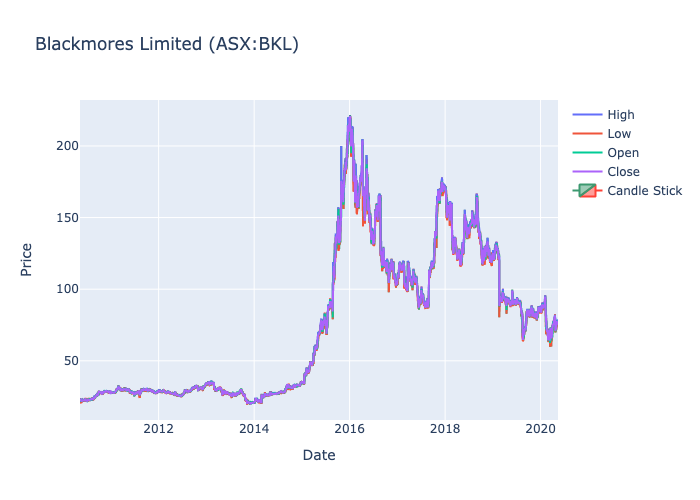 Blackmores Limited (ASX:BKL)
High
Low
Open
Close
Candle Stick
Price
200
150
100
50
2012
2014
2016
2018
2020
Date